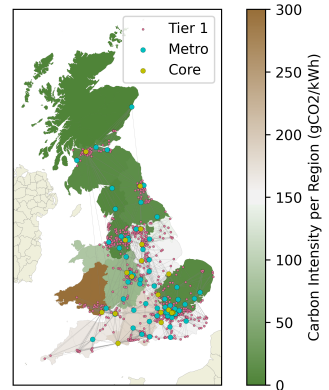 Tier 1
Metro
Core
300
250
200
150
100
50
0
Carbon Intensity per Region (gCO2/kWh)